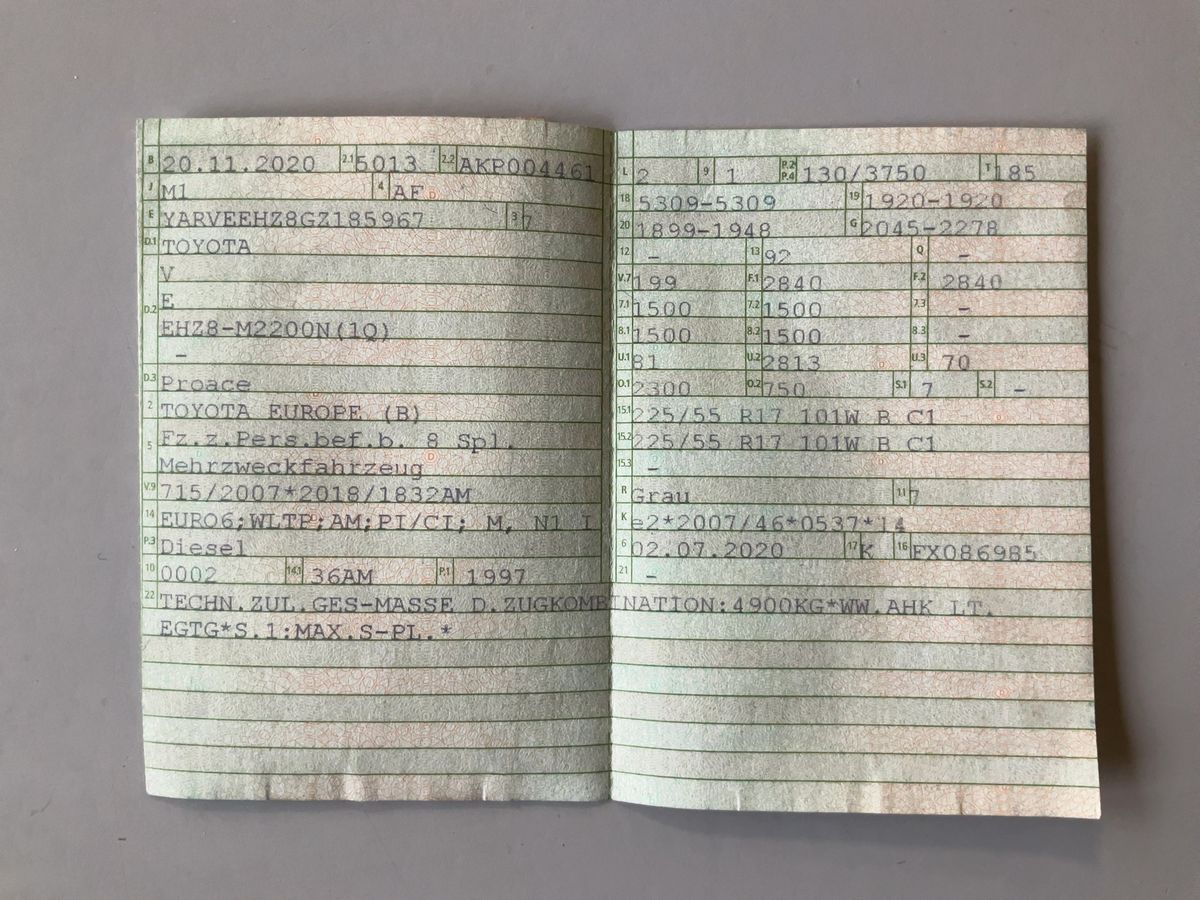 B 20.11.2020 2.1 5013 2.2 AKP004461
J M1 4 AF
E YARVEEHZ8GZ185967 3 7
D.1 TOYOTA
V
D.2 E
EHZ8-M2200N(1Q)
-
D.3 Proace
2 TOYOTA EUROPE (B)
5 Fz.z.Pers.bef.b. 8 Spl.
Mehrzweckfahrzeug
V.9 715/2007*2018/1832AM
14 EURO6;WLTP;AM;PI/CI; M, N1 I
P.3 Diesel
10 0002 14.1 36AM P.1 1997
L 2 9 1 P.2 P.4 130/3750 T 185
18 5309-5309 19 1920-1920
20 1899-1948 G 2045-2278
12 - 13 92 Q -
V.7 199 F.1 2840 F.2 2840
7.1 1500 7.2 1500 7.3 -
8.1 1500 8.2 1500 8.3 -
U.1 81 U.2 2813 U.3 70
O.1 2300 O.2 750 S.1 7 S.2 -
15.1 225/55 R17 101W B C1
15.2 225/55 R17 101W B C1
15.3 -
R Grau 11 7
K e2*2007/46*0537*14
6 02.07.2020 17 K 16 FX086985
21 -
22 TECHN.ZUL.GES-MASSE D.ZUGKOMBINATION:4900KG*WW.AHK LT.
EGTG*S.1:MAX.S-PL.*